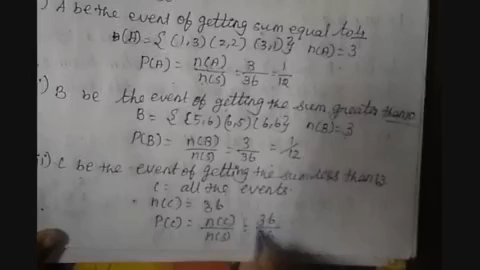 ) A be the event of getting sum equal to 4
(A) = { (1,3) (2,2) (3,1)} n(A) = 3
P(A) = n(A)/n(S) = 3/36 = 1/12
) B be the event of getting the sum greater than
B = { (5,6) (6,5) (6,6)} n(B) = 3
P(B) = n(B)/n(S) = 3/36 = 1/12
ii) C be the event of getting the sum less than 13
C = all the events.
n(C) = 36
P(C) = n(C)/n(S) = 36/36